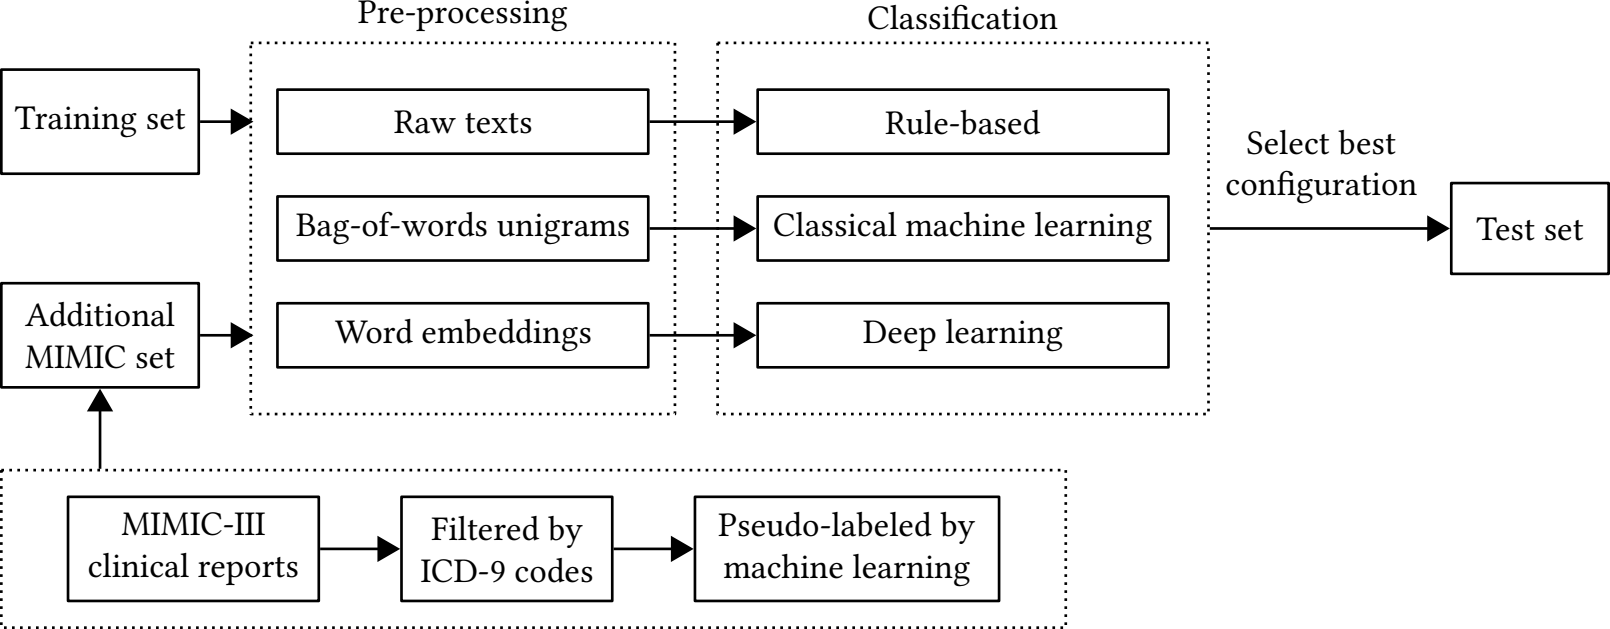 Pre-processing
Classification
Training set
Raw texts
Rule-based
Select best
configuration
Bag-of-words unigrams
Classical machine learning
Test set
Additional
MIMIC set
Word embeddings
Deep learning
MIMIC-III
clinical reports
Filtered by
ICD-9 codes
Pseudo-labeled by
machine learning